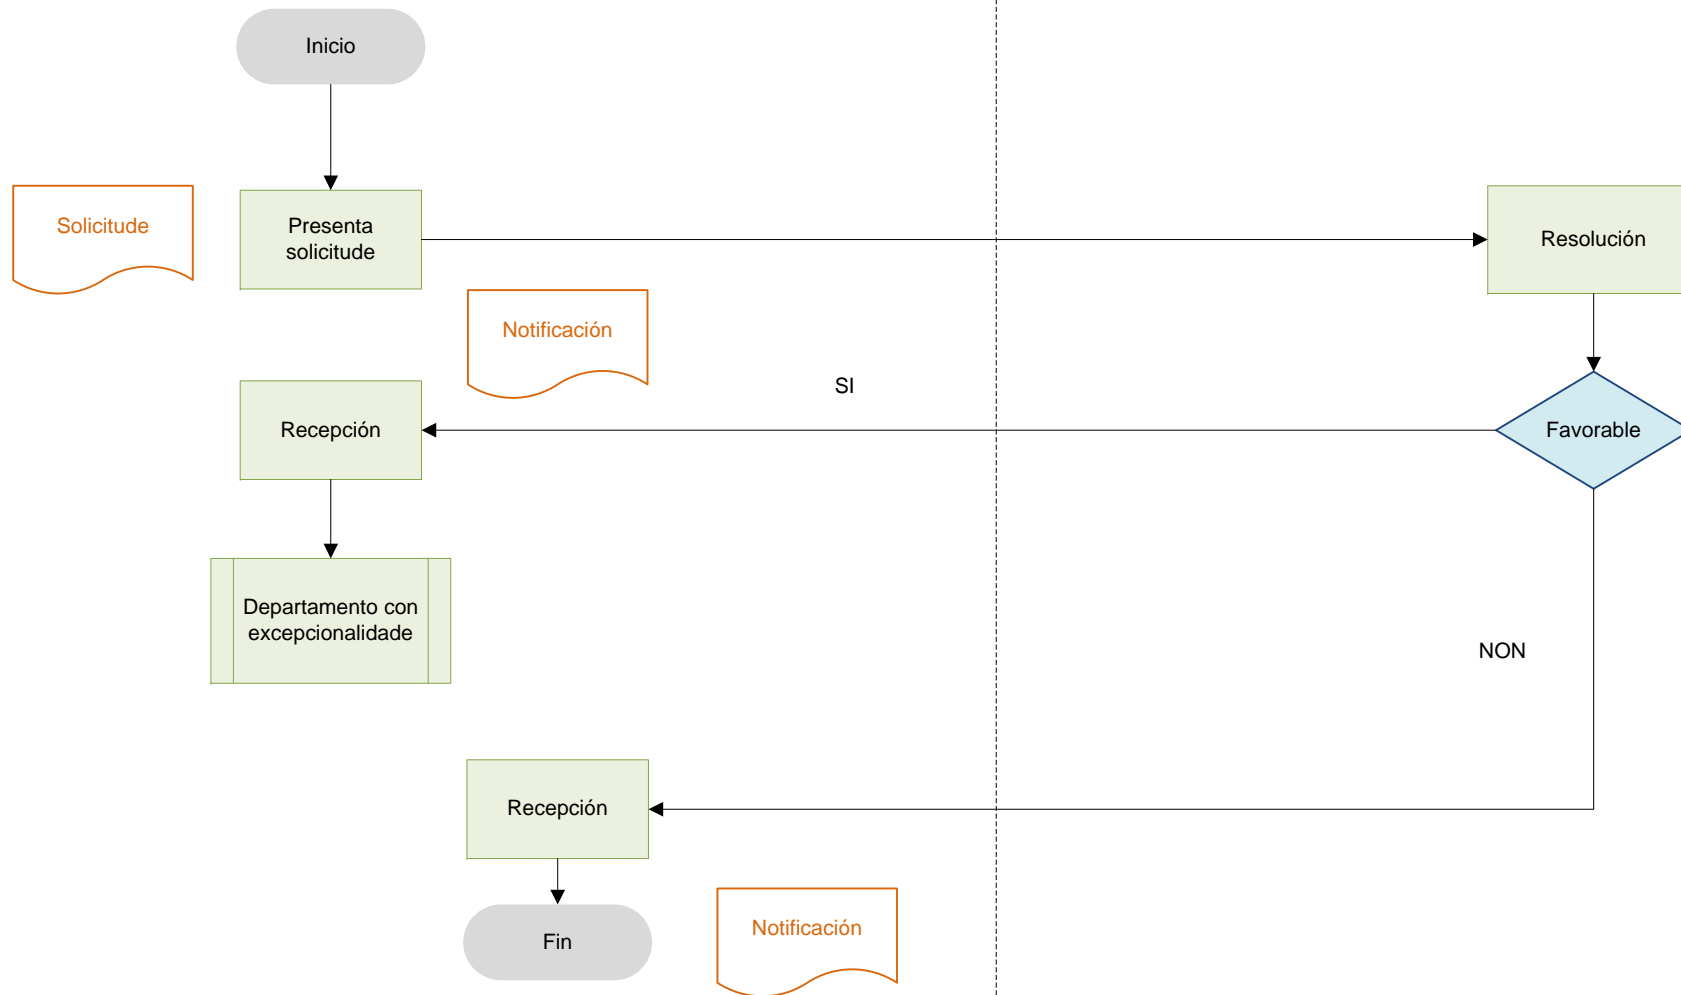 Inicio
Solicitude
Presenta
solicitude
Resolución
Notificación
SI
Recepción
Favorable
Departamento con
excepcionalidade
NON
Recepción
Notificación
Fin